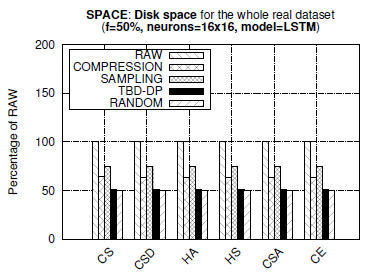 SPACE: Disk space for the whole real dataset
(f=50%, neurons=16x16, model=LSTM)
Percentage of RAW
200
150
100
50
0
RAW
COMPRESSION
SAMPLING
TBD-DP
RANDOM
CS
CSD
HA
HS
CSA
CE